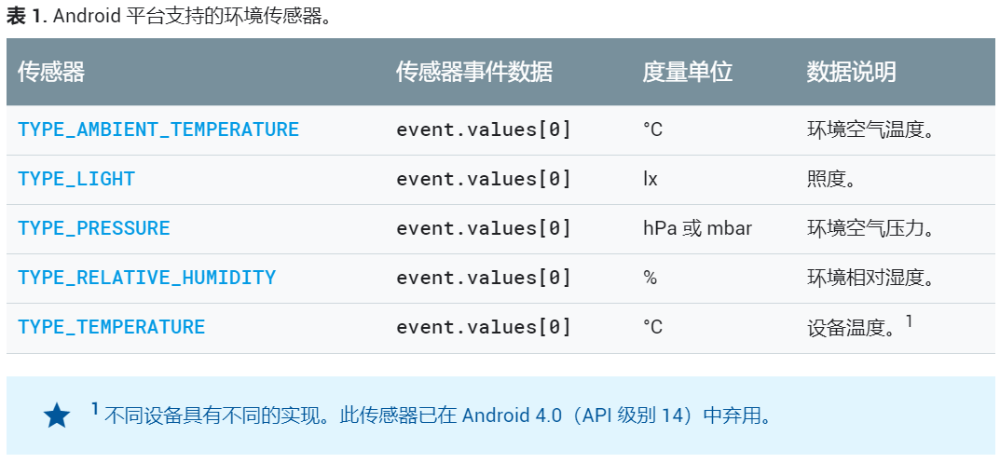 表 1. Android 平台支持的环境传感器。
传感器 传感器事件数据 度量单位 数据说明
TYPE_AMBIENT_TEMPERATURE event.values[0] °C 环境空气温度。
TYPE_LIGHT event.values[0] lx 照度。
TYPE_PRESSURE event.values[0] hPa 或 mbar 环境空气压力。
TYPE_RELATIVE_HUMIDITY event.values[0] % 环境相对湿度。
TYPE_TEMPERATURE event.values[0] °C 设备温度。1
1 不同设备具有不同的实现。此传感器已在 Android 4.0（API 级别 14）中弃用。